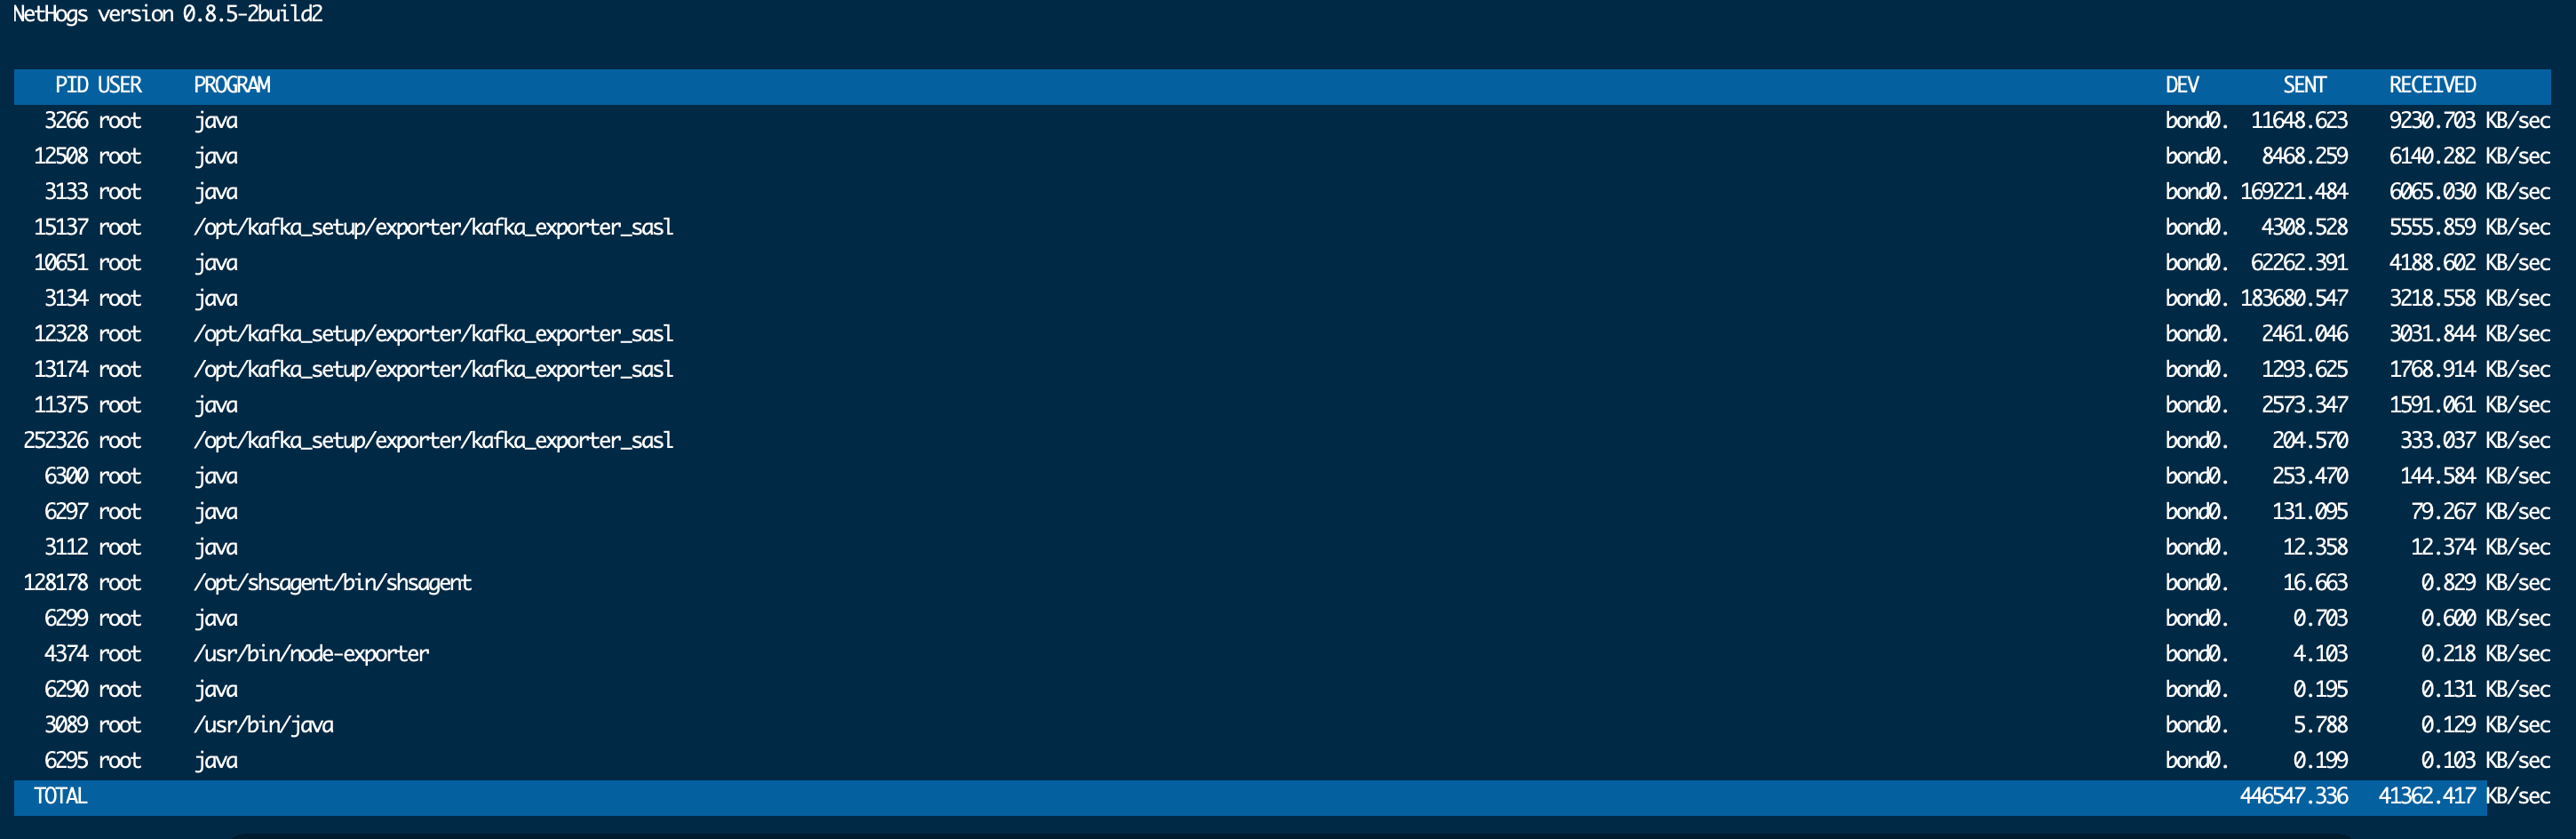 NetHogs version 0.8.5-2build2
PID USER PROGRAM DEV SENT RECEIVED
3266 root java bond0. 11648.623 9230.703 KB/sec
12508 root java bond0. 8468.259 6140.282 KB/sec
3133 root java bond0. 169221.484 6065.030 KB/sec
15137 root /opt/kafka_setup/exporter/kafka_exporter_sasl bond0. 4308.528 5555.859 KB/sec
10651 root java bond0. 62262.391 4188.602 KB/sec
3134 root java bond0. 183680.547 3218.558 KB/sec
12328 root /opt/kafka_setup/exporter/kafka_exporter_sasl bond0. 2461.046 3031.844 KB/sec
13174 root /opt/kafka_setup/exporter/kafka_exporter_sasl bond0. 1293.625 1768.914 KB/sec
11375 root java bond0. 2573.347 1591.061 KB/sec
252326 root /opt/kafka_setup/exporter/kafka_exporter_sasl bond0. 204.570 333.037 KB/sec
6300 root java bond0. 253.470 144.584 KB/sec
6297 root java bond0. 131.095 79.267 KB/sec
3112 root java bond0. 12.358 12.374 KB/sec
128178 root /opt/shsagent/bin/shsagent bond0. 16.663 0.829 KB/sec
6299 root java bond0. 0.703 0.600 KB/sec
4374 root /usr/bin/node-exporter bond0. 4.103 0.218 KB/sec
6290 root java bond0. 0.195 0.131 KB/sec
3089 root /usr/bin/java bond0. 5.788 0.129 KB/sec
6295 root java bond0. 0.199 0.103 KB/sec
TOTAL 446547.336 41362.417 KB/sec